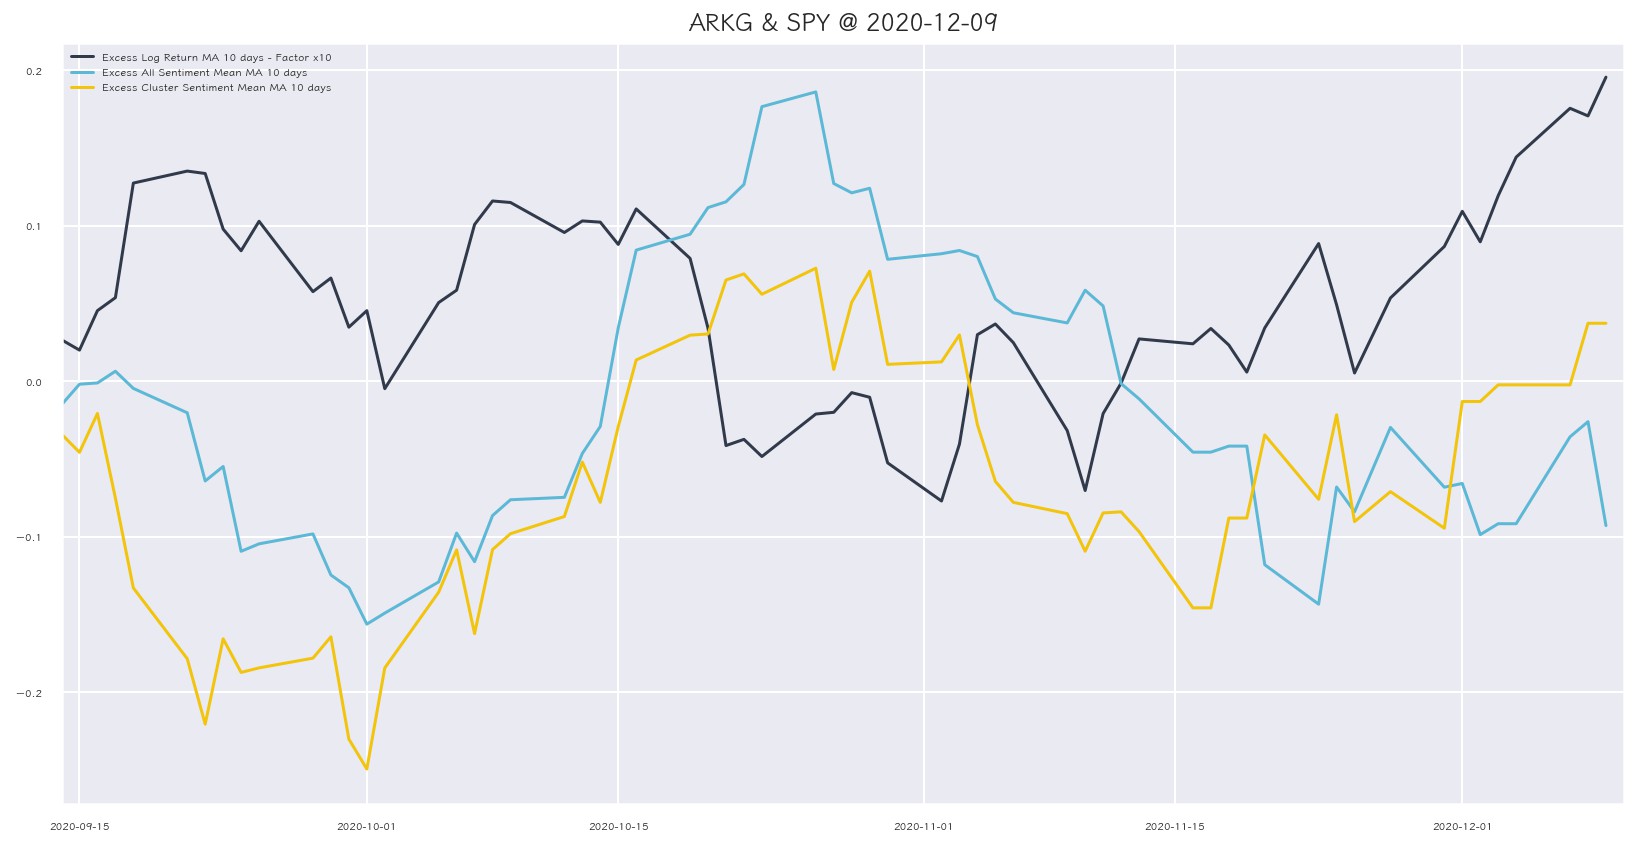 ARKG & SPY @ 2020-12-09
Excess Log Return MA 10 days - Factor x10
Excess All Sentiment Mean MA 10 days
Excess Cluster Sentiment Mean MA 10 days
0.2
0.1
0.0
−0.1
−0.2
2020-09-15 2020-10-01 2020-10-15 2020-11-01 2020-11-15 2020-12-01